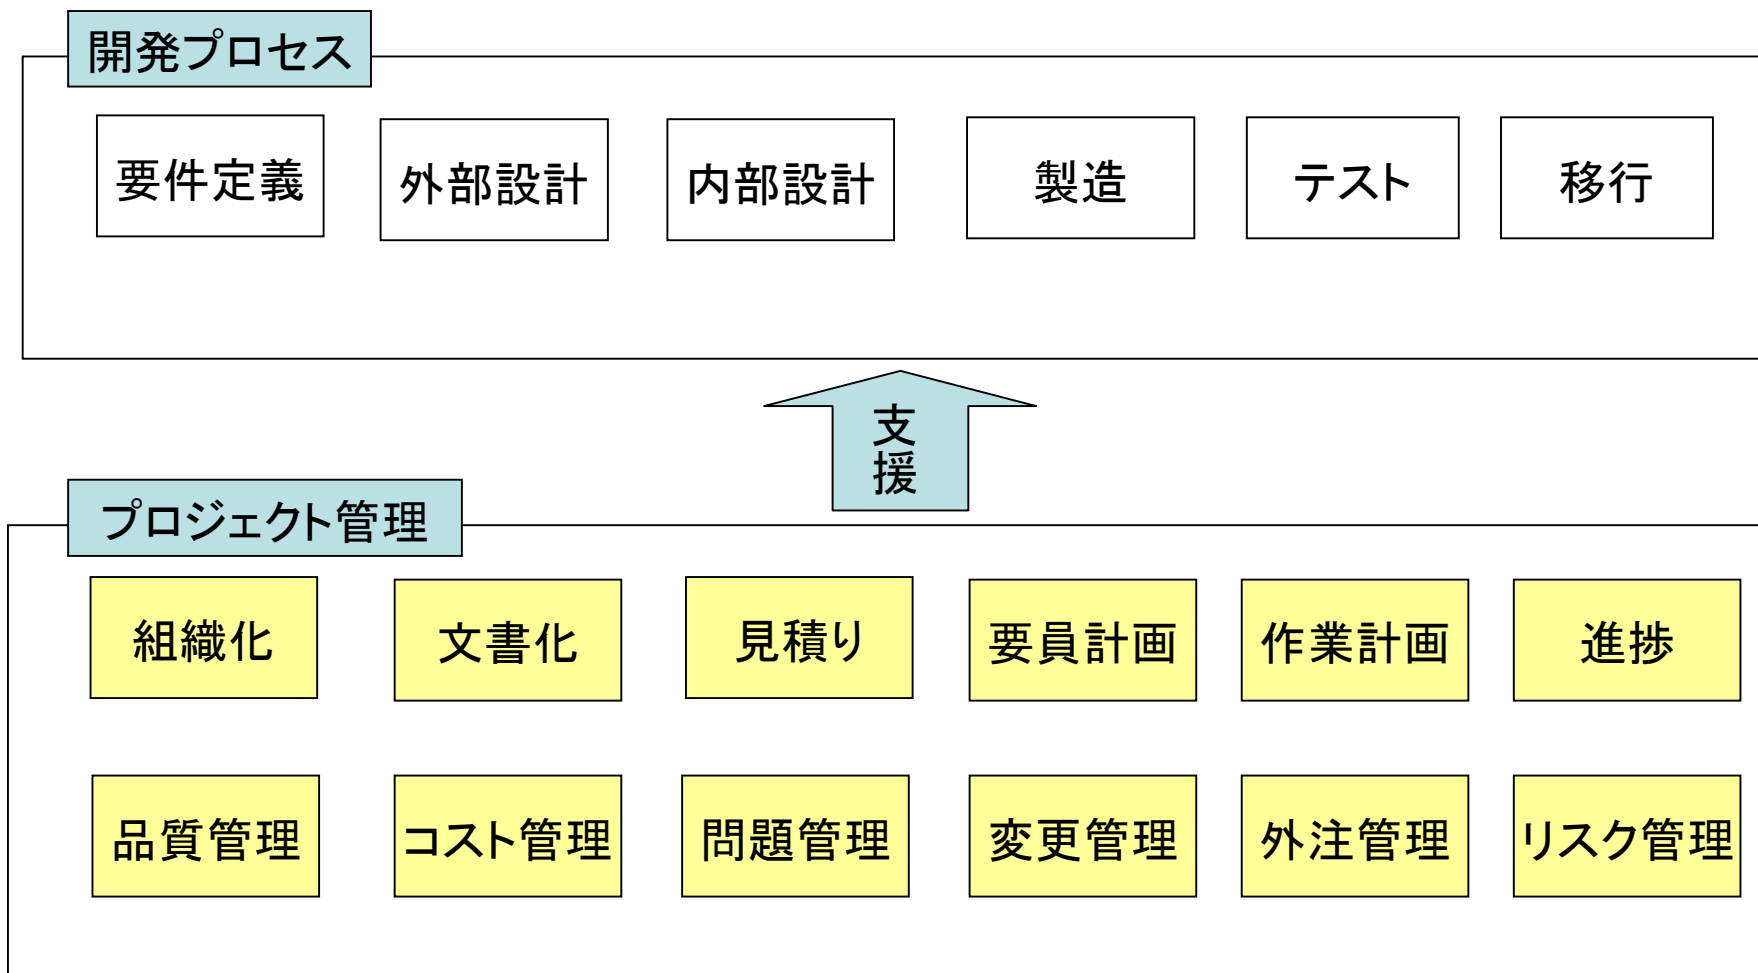 開発プロセス
要件定義
外部設計
内部設計
製造
テスト
移行
支
援
プロジェクト管理
組織化
文書化
見積り
要員計画
作業計画
進捗
品質管理
コスト管理
問題管理
変更管理
外注管理
リスク管理